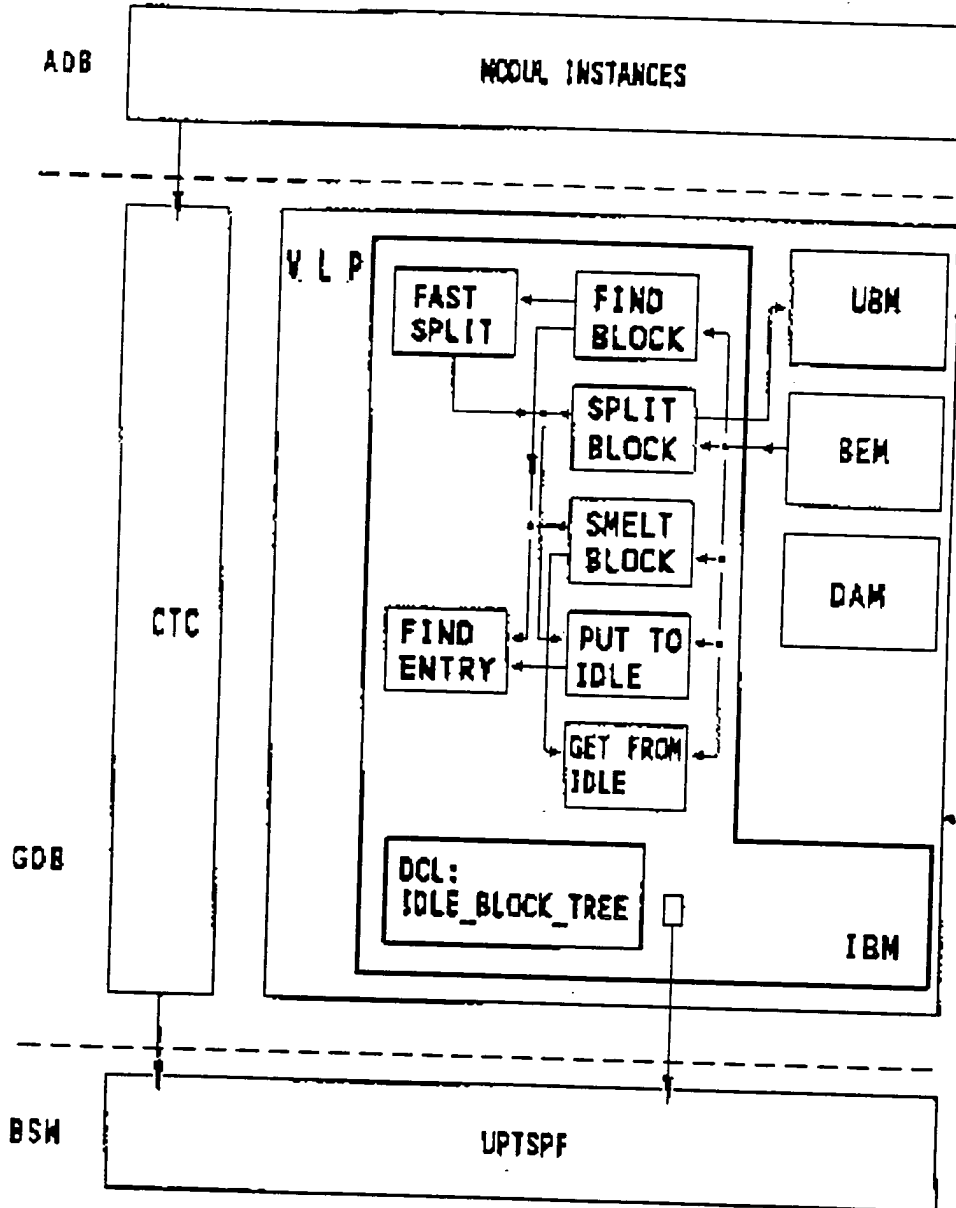 ADB
MODUL INSTANCES
V L P
FAST
SPLIT
FIND
BLOCK
UBM
SPLIT
BLOCK
BEM
SMELT
BLOCK
DAM
CTC
FIND
ENTRY
PUT TO
IDLE
GET FROM
IDLE
GDB
DCL:
IDLE_BLOCK_TREE
IBM
BSW
UPTSPF